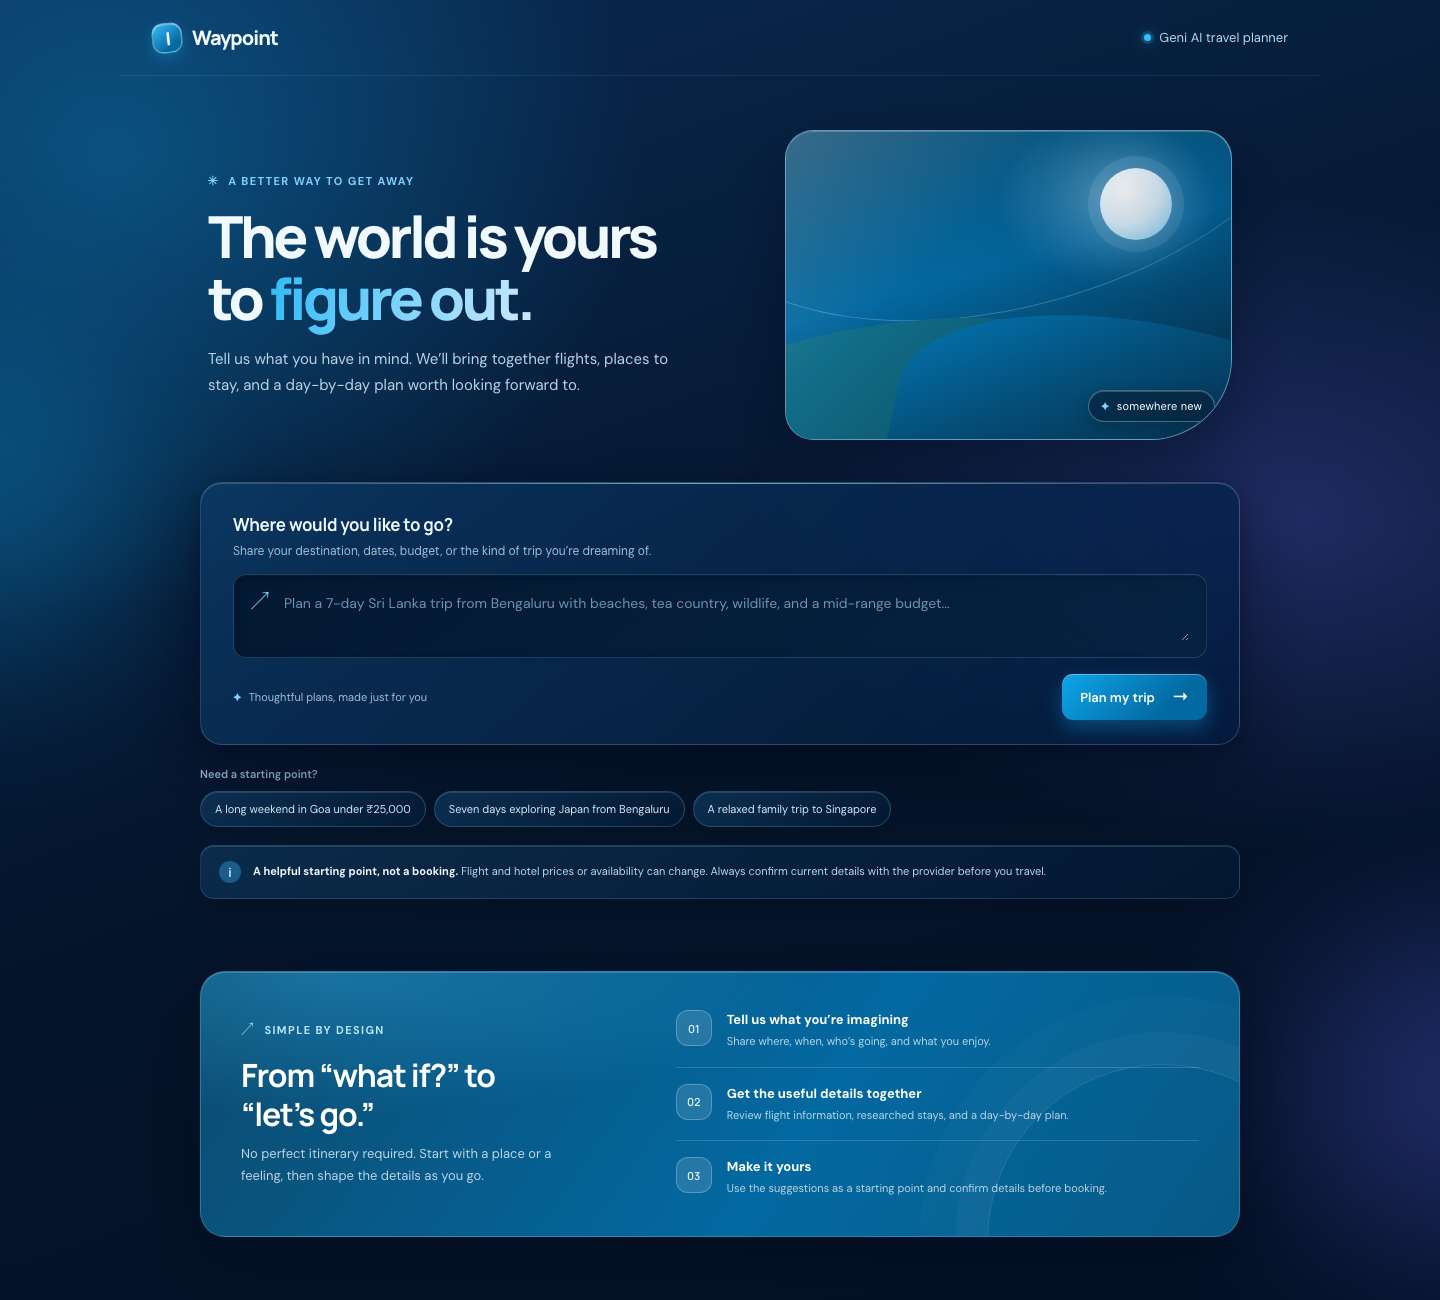 Waypoint
Geni AI travel planner
✳ A BETTER WAY TO GET AWAY
The world is yours
to figure out.
Tell us what you have in mind. We’ll bring together flights, places to
stay, and a day-by-day plan worth looking forward to.
✦ somewhere new
Where would you like to go?
Share your destination, dates, budget, or the kind of trip you’re dreaming of.
Plan a 7-day Sri Lanka trip from Bengaluru with beaches, tea country, wildlife, and a mid-range budget...
✦ Thoughtful plans, made just for you
Plan my trip →
Need a starting point?
A long weekend in Goa under ₹25,000
Seven days exploring Japan from Bengaluru
A relaxed family trip to Singapore
i A helpful starting point, not a booking. Flight and hotel prices or availability can change. Always confirm current details with the provider before you travel.
SIMPLE BY DESIGN
From “what if?” to
“let’s go.”
No perfect itinerary required. Start with a place or a
feeling, then shape the details as you go.
01
Tell us what you’re imagining
Share where, when, who’s going, and what you enjoy.
02
Get the useful details together
Review flight information, researched stays, and a day-by-day plan.
03
Make it yours
Use the suggestions as a starting point and confirm details before booking.